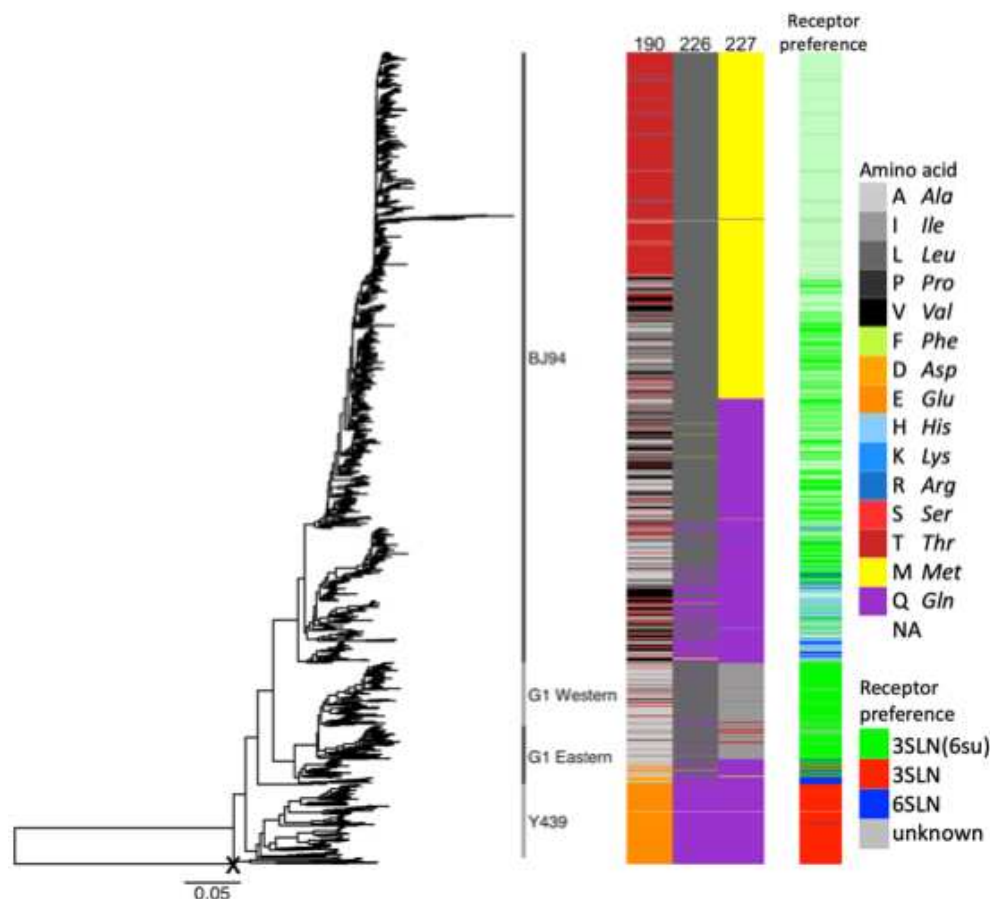 Receptor
preference
190 226 227
Amino acid
A Ala
I Ile
L Leu
P Pro
V Val
F Phe
D Asp
E Glu
H His
K Lys
R Arg
S Ser
T Thr
M Met
Q Gln
NA
BJ94
G1 Western
G1 Eastern
Y439
Receptor
preference
3SLN(6su)
3SLN
6SLN
unknown
X
0.05